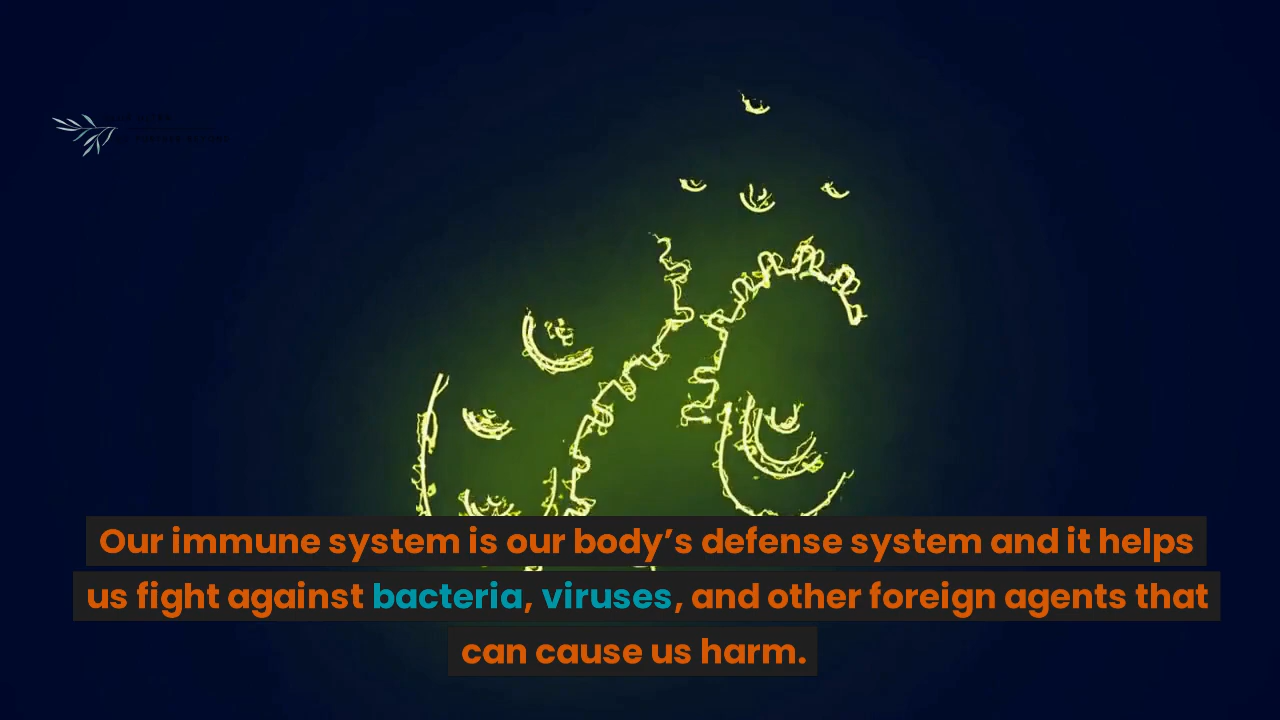 Our immune system is our body’s defense system and it helps
us fight against bacteria, viruses, and other foreign agents that
can cause us harm.